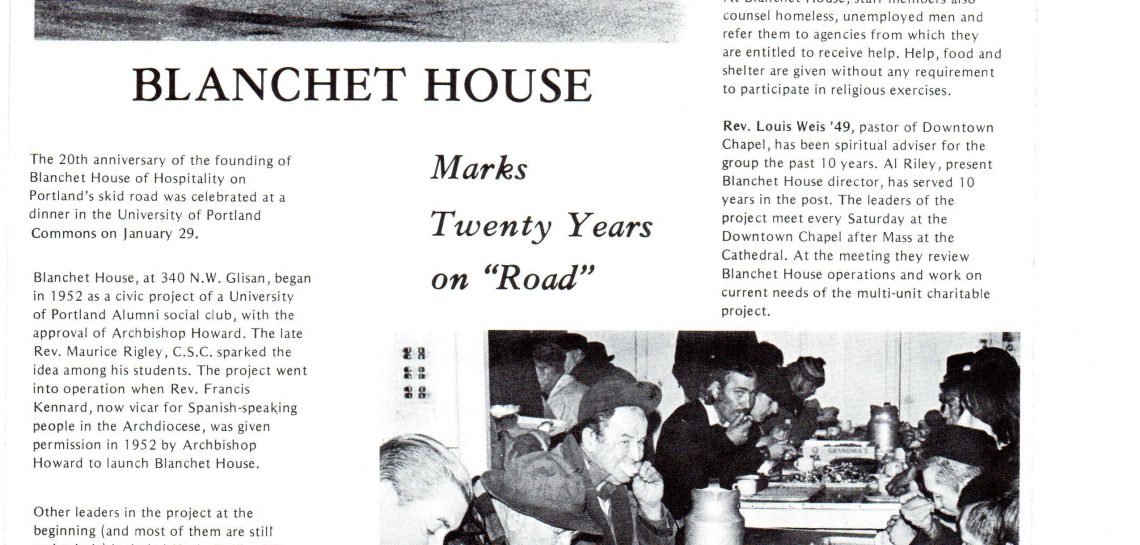 BLANCHET HOUSE
Marks
Twenty Years
on “Road”
The 20th anniversary of the founding of
Blanchet House of Hospitality on
Portland’s skid road was celebrated at a
dinner in the University of Portland
Commons on January 29.
Blanchet House, at 340 N.W. Glisan, began
in 1952 as a civic project of a University
of Portland Alumni social club, with the
approval of Archbishop Howard. The late
Rev. Maurice Rigley, C.S.C. sparked the
idea among his students. The project went
into operation when Rev. Francis
Kennard, now vicar for Spanish-speaking
people in the Archdiocese, was given
permission in 1952 by Archbishop
Howard to launch Blanchet House.
Other leaders in the project at the
beginning (and most of them are still
At Blanchet House, staff members also
counsel homeless, unemployed men and
refer them to agencies from which they
are entitled to receive help. Help, food and
shelter are given without any requirement
to participate in religious exercises.
Rev. Louis Weis ’49, pastor of Downtown
Chapel, has been spiritual adviser for the
group the past 10 years. Al Riley, present
Blanchet House director, has served 10
years in the post. The leaders of the
project meet every Saturday at the
Downtown Chapel after Mass at the
Cathedral. At the meeting they review
Blanchet House operations and work on
current needs of the multi-unit charitable
project.
GRANDMA'S